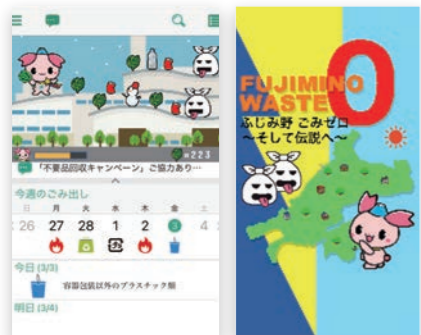 ×223
「不要品回収キャンペーン」ご協力あり…
今週のごみ出し
日 月 火 水 木 金 土
26 27 28 1 2 3 4
今日 (3/3)
容器包装以外のプラスチック類
明日 (3/4)
FUJIMINO
WASTE 0
ふじみ野 ごみゼロ
～そして伝説へ～